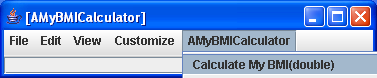 [AMyBMICalculator]
File Edit View Customize AMyBMICalculator
Calculate My BMI(double)